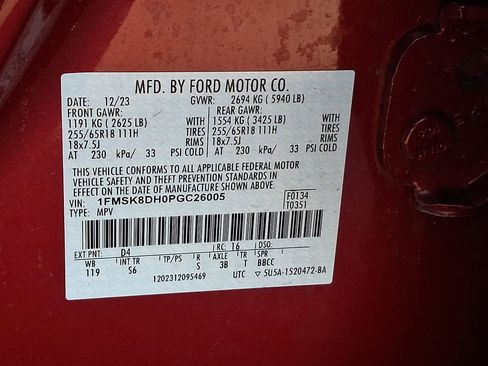 MFD. BY FORD MOTOR CO.
DATE: 12/23 GVWR: 2694 KG ( 5940 LB)
FRONT GAWR: REAR GAWR:
1191 KG ( 2625 LB) WITH 1554 KG ( 3425 LB) WITH
255/65R18 111H TIRES 255/65R18 111H TIRES
18x7.5J RIMS 18x7.5J RIMS
AT 230 kPa/ 33 PSI COLD AT 230 kPa/ 33 PSI COLD
THIS VEHICLE CONFORMS TO ALL APPLICABLE FEDERAL MOTOR
VEHICLE SAFETY AND THEFT PREVENTION STANDARDS IN
EFFECT ON THE DATE OF MANUFACTURE SHOWN ABOVE.
VIN: 1FMSK8DH0PGC26005 F0134
TYPE: MPV T0351
EXT PNT: D4 RC: 16 DSO:
WB INT TR TP/PS R AXLE TR SPR
119 S6 S 3B T BBCC
1202312095469 UTC ▽ 5U5A-1520472-BA